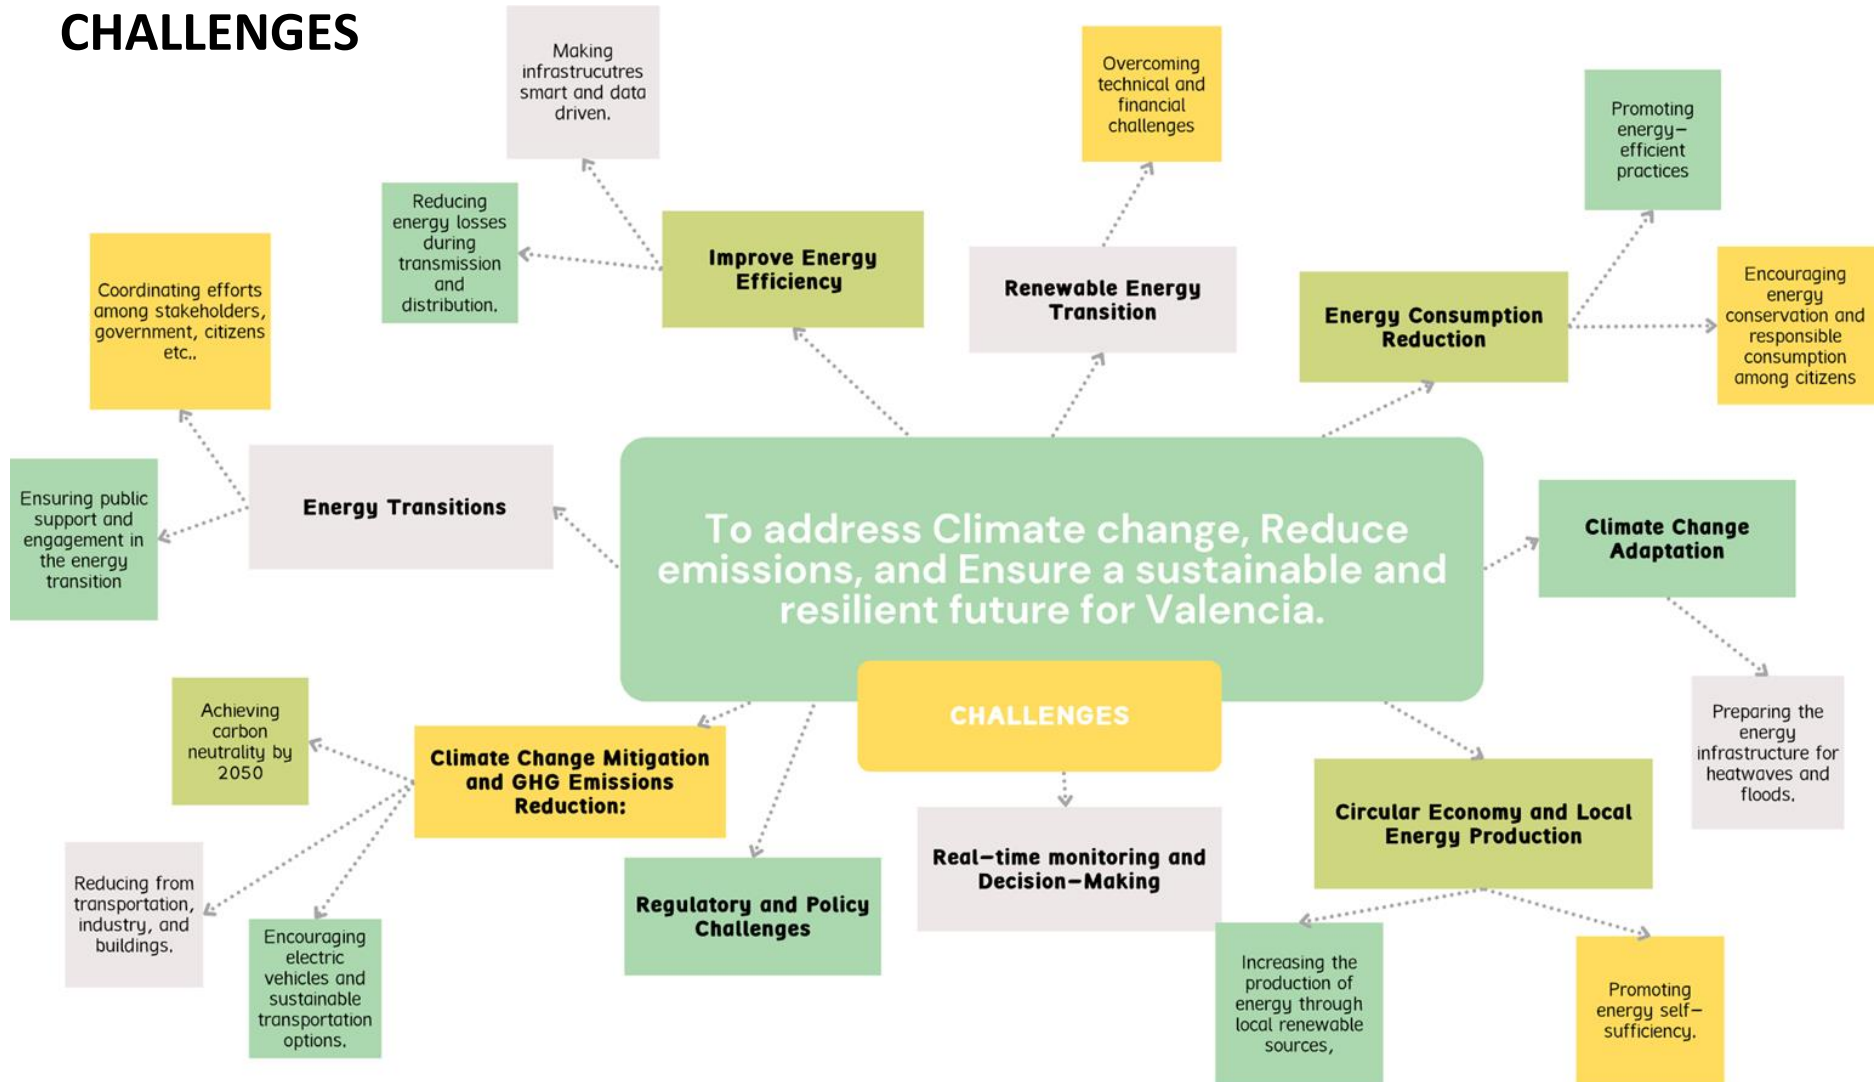 CHALLENGES
Making
infrastrucutres
smart and data
driven.
Overcoming
technical and
financial
challenges
Promoting
energy–
efficient
practices
Reducing
energy losses
during
transmission
and
distribution.
Improve Energy
Efficiency
Renewable Energy
Transition
Energy Consumption
Reduction
Encouraging
energy
conservation and
responsible
consumption
among citizens
Coordinating efforts
among stakeholders,
government, citizens
etc..
Ensuring public
support and
engagement in
the energy
transition
Energy Transitions
To address Climate change, Reduce
emissions, and Ensure a sustainable and
resilient future for Valencia.
Climate Change
Adaptation
Preparing the
energy
infrastructure for
heatwaves and
floods.
CHALLENGES
Achieving
carbon
neutrality by
2050
Climate Change Mitigation
and GHG Emissions
Reduction:
Reducing from
transportation,
industry, and
buildings.
Encouraging
electric
vehicles and
sustainable
transportation
options.
Regulatory and Policy
Challenges
Real–time monitoring and
Decision–Making
Circular Economy and Local
Energy Production
Increasing the
production of
energy through
local renewable
sources,
Promoting
energy self–
sufficiency.